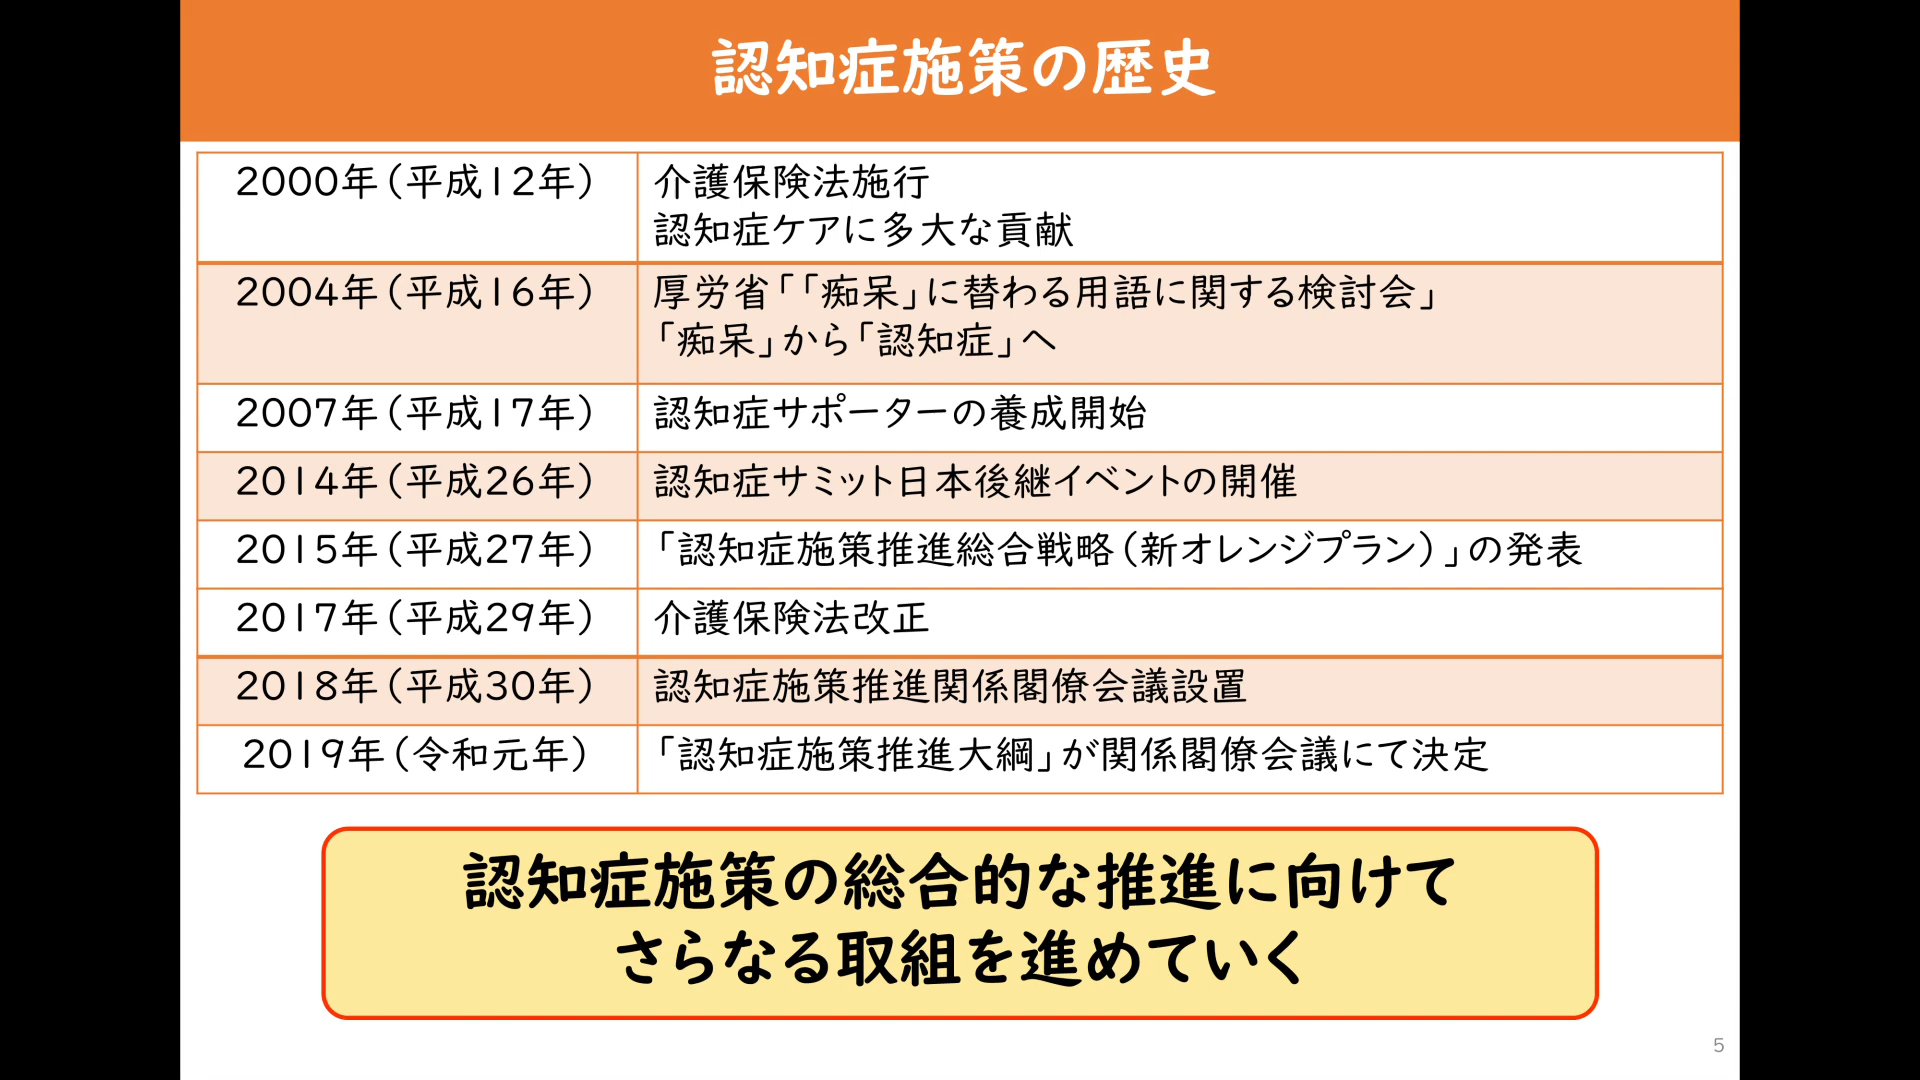 認知症施策の歴史
2000年(平成12年) 介護保険法施行
認知症ケアに多大な貢献
2004年(平成16年) 厚労省「「痴呆」に替わる用語に関する検討会」
「痴呆」から「認知症」へ
2007年(平成17年) 認知症サポーターの養成開始
2014年(平成26年) 認知症サミット日本後継イベントの開催
2015年(平成27年) 「認知症施策推進総合戦略(新オレンジプラン)」の発表
2017年(平成29年) 介護保険法改正
2018年(平成30年) 認知症施策推進関係閣僚会議設置
2019年(令和元年) 「認知症施策推進大綱」が関係閣僚会議にて決定
認知症施策の総合的な推進に向けて
さらなる取組を進めていく
5